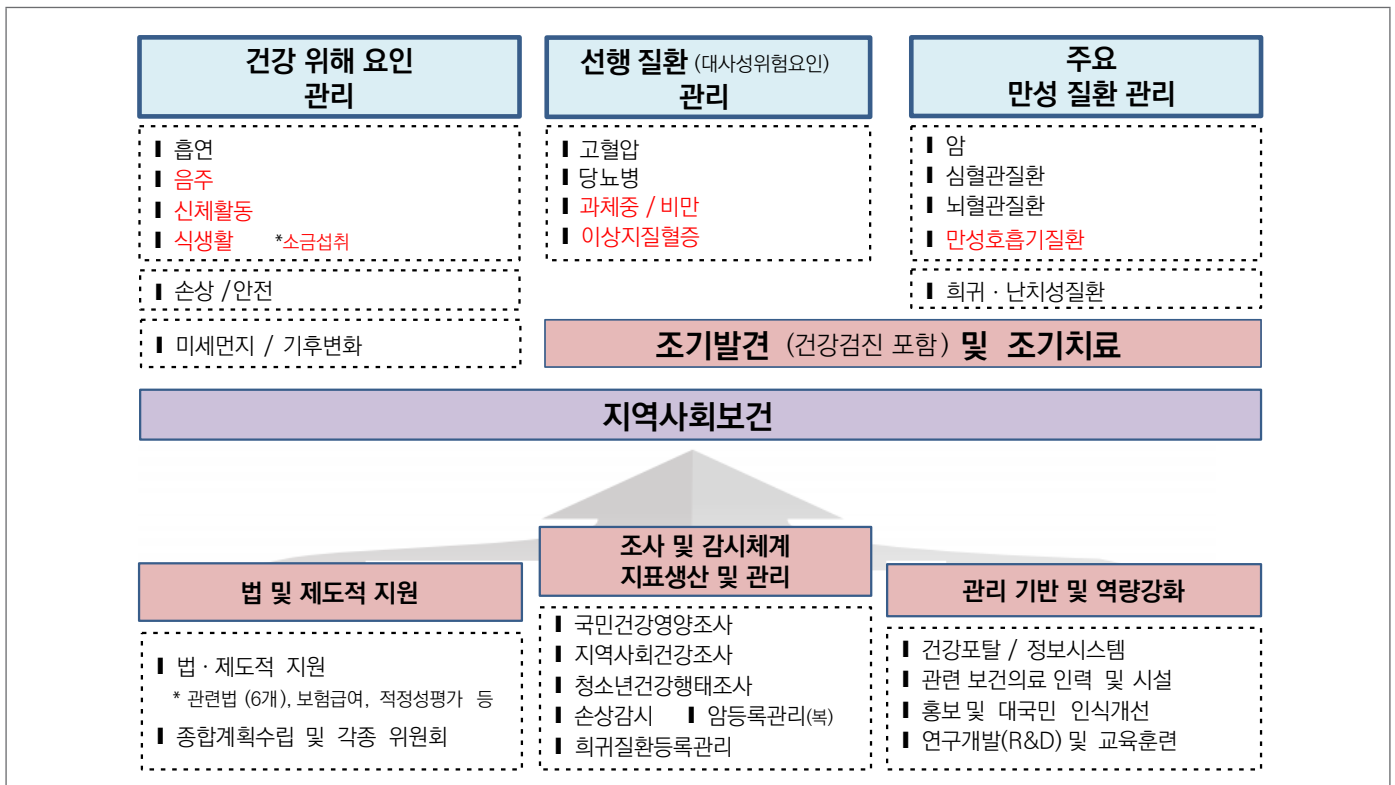 건강 위해 요인
관리
❙ 흡연
❙ 음주
❙ 신체활동
❙ 식생활 *소금섭취
❙ 손상 /안전
❙ 미세먼지 / 기후변화
선행 질환 (대사성위험요인)
관리
❙ 고혈압
❙ 당뇨병
❙ 과체중 / 비만
❙ 이상지질혈증
주요
만성 질환 관리
❙ 암
❙ 심혈관질환
❙ 뇌혈관질환
❙ 만성호흡기질환
❙ 희귀 · 난치성질환
조기발견 (건강검진 포함) 및 조기치료
지역사회보건
법 및 제도적 지원
❙ 법 · 제도적 지원
* 관련법 (6개), 보험급여, 적정성평가 등
❙ 종합계획수립 및 각종 위원회
조사 및 감시체계
지표생산 및 관리
❙ 국민건강영양조사
❙ 지역사회건강조사
❙ 청소년건강행태조사
❙ 손상감시 ❙ 암등록관리(복)
❙ 희귀질환등록관리
관리 기반 및 역량강화
❙ 건강포탈 / 정보시스템
❙ 관련 보건의료 인력 및 시설
❙ 홍보 및 대국민 인식개선
❙ 연구개발(R&D) 및 교육훈련